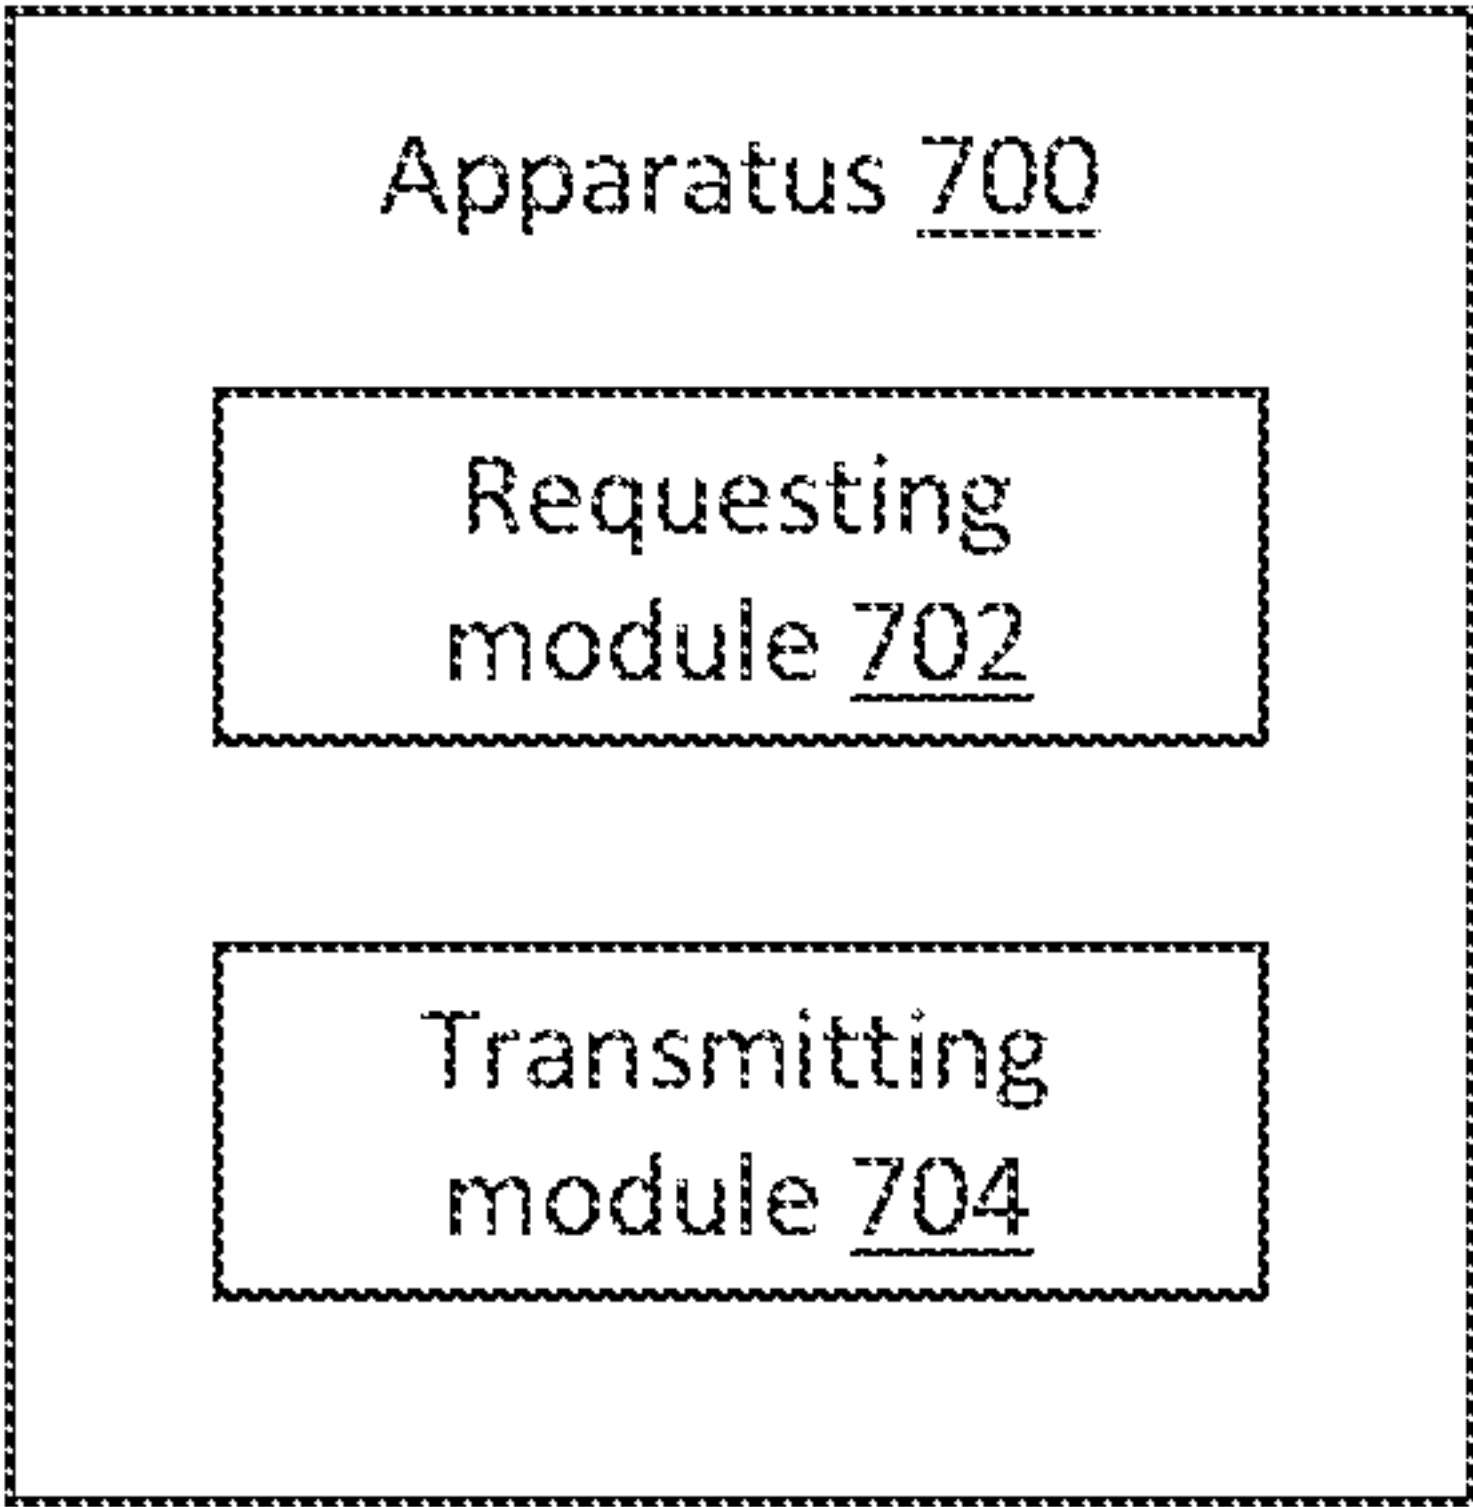 Apparatus 700
Requesting
module 702
Transmitting
module 704